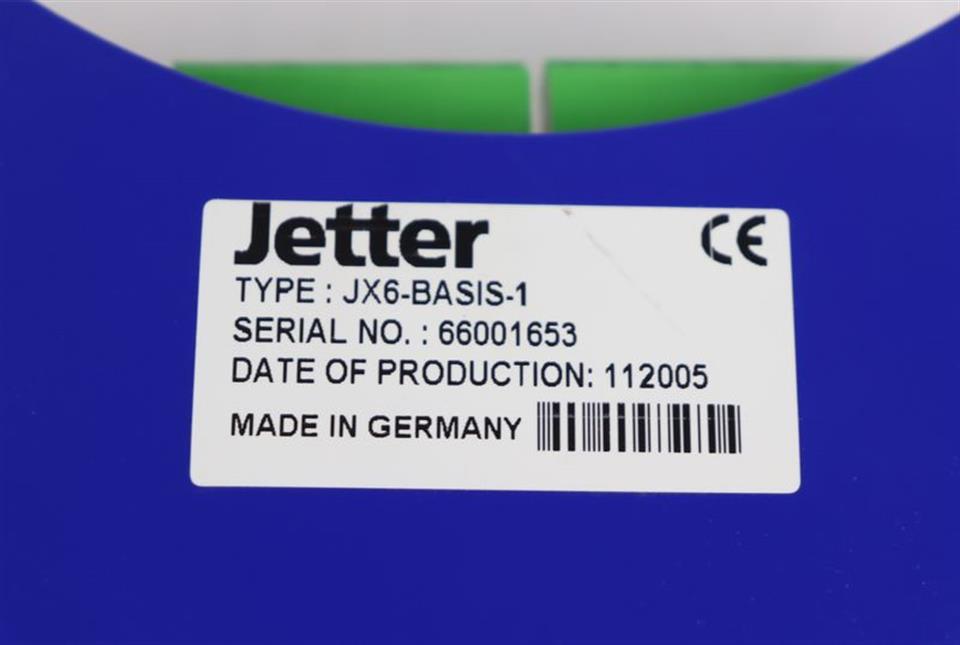 Jetter CE
TYPE : JX6-BASIS-1
SERIAL NO. : 66001653
DATE OF PRODUCTION: 112005
MADE IN GERMANY